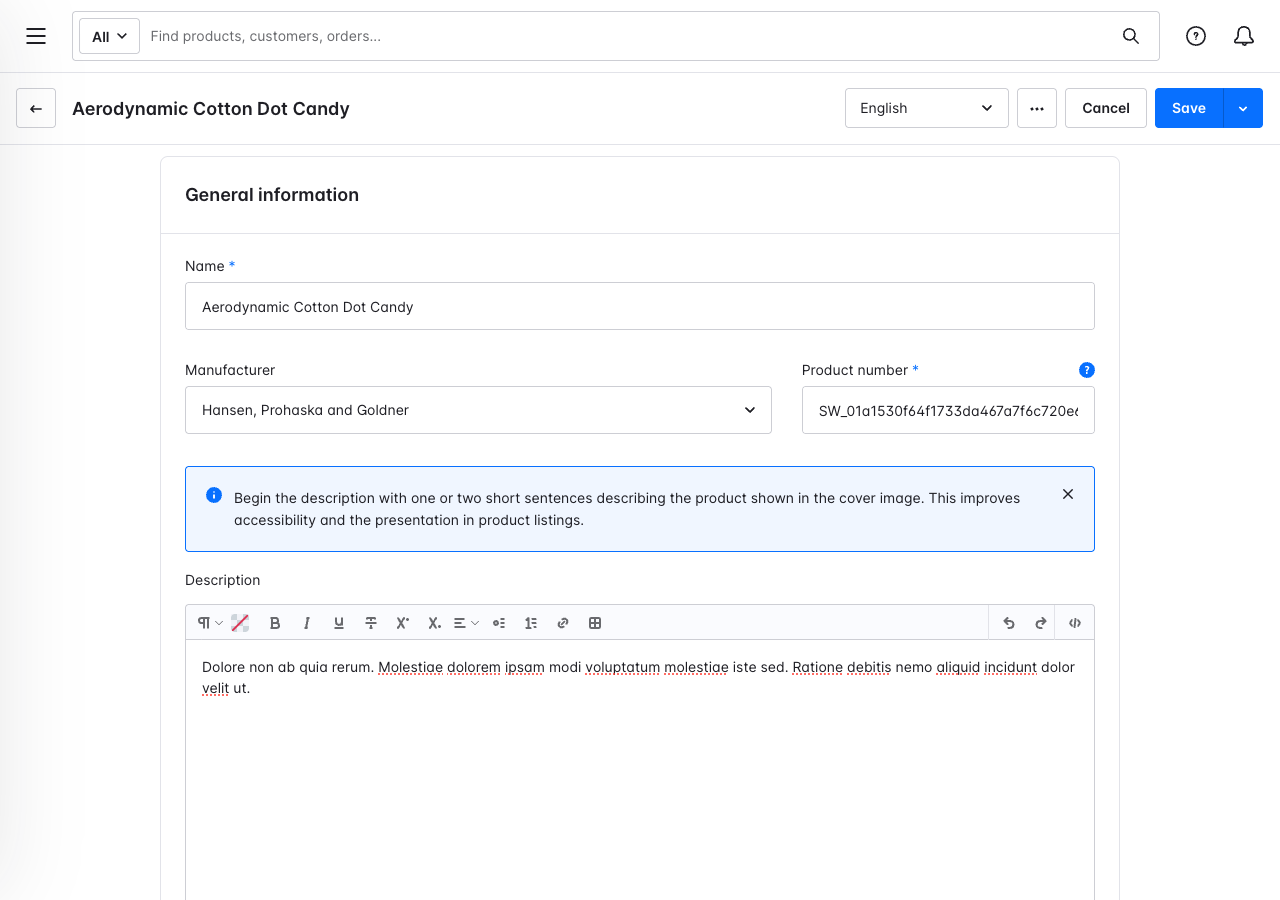 All
Find products, customers, orders...
Aerodynamic Cotton Dot Candy
English
Cancel
Save
General information
Name *
Aerodynamic Cotton Dot Candy
Manufacturer
Product number *
Hansen, Prohaska and Goldner
SW_01a1530f64f1733da467a7f6c720e6
Begin the description with one or two short sentences describing the product shown in the cover image. This improves
accessibility and the presentation in product listings.
Description
Dolore non ab quia rerum. Molestiae dolorem ipsam modi voluptatum molestiae iste sed. Ratione debitis nemo aliquid incidunt dolor
velit ut.